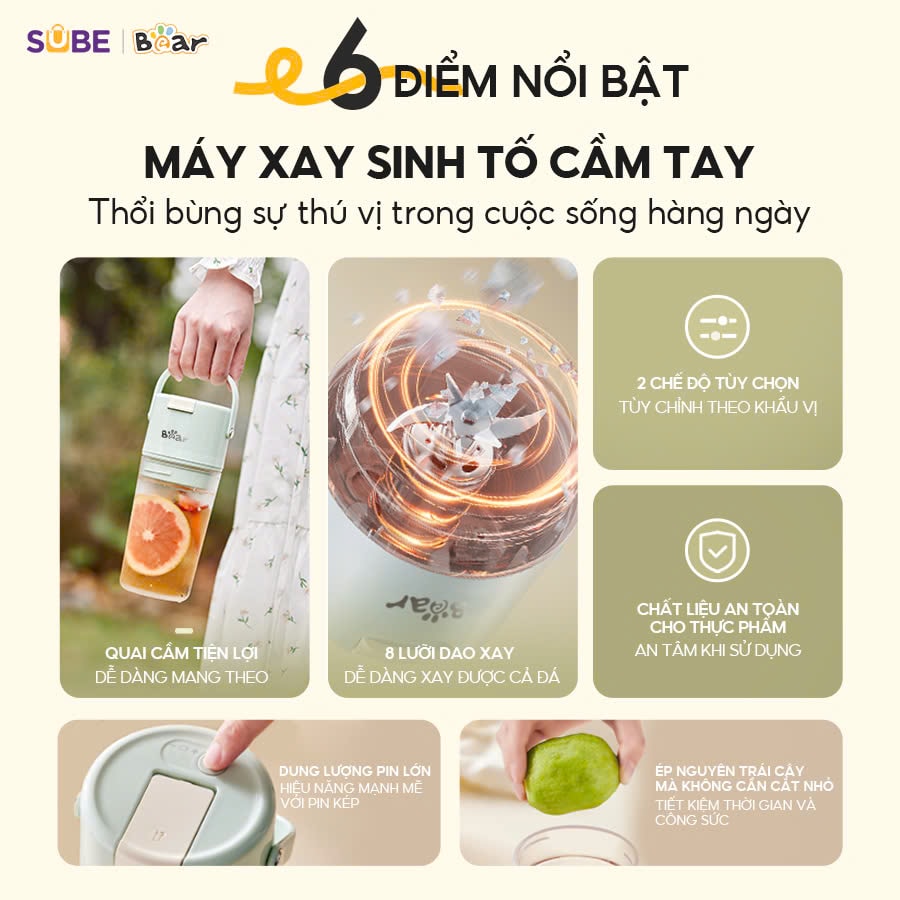 SUBE | Bear
6 ĐIỂM NỔI BẬT
MÁY XAY SINH TỐ CẦM TAY
Thổi bùng sự thú vị trong cuộc sống hàng ngày
Bear
QUAI CẦM TIỆN LỢI
DỄ DÀNG MANG THEO
Bear
8 LƯỠI DAO XAY
DỄ DÀNG XAY ĐƯỢC CẢ ĐÁ
2 CHẾ ĐỘ TÙY CHỌN
TÙY CHỈNH THEO KHẨU VỊ
CHẤT LIỆU AN TOÀN
CHO THỰC PHẨM
AN TÂM KHI SỬ DỤNG
DUNG LƯỢNG PIN LỚN
HIỆU NĂNG MẠNH MẼ
VỚI PIN KÉP
ÉP NGUYÊN TRÁI CÂY
MÀ KHÔNG CẦN CẮT NHỎ
TIẾT KIỆM THỜI GIAN VÀ
CÔNG SỨC